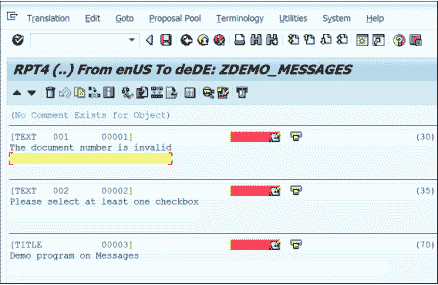 Translation Edit Goto Proposal Pool Terminology Utilities System Help
RPT4 (..) From enUS To deDE: ZDEMO_MESSAGES
(No Comment Exists for Object)
[TEXT 001 00001] (30)
The document number is invalid
[TEXT 002 00002] (35)
Please select at least one checkbox
[TITLE 00003] (70)
Demo program on Messages